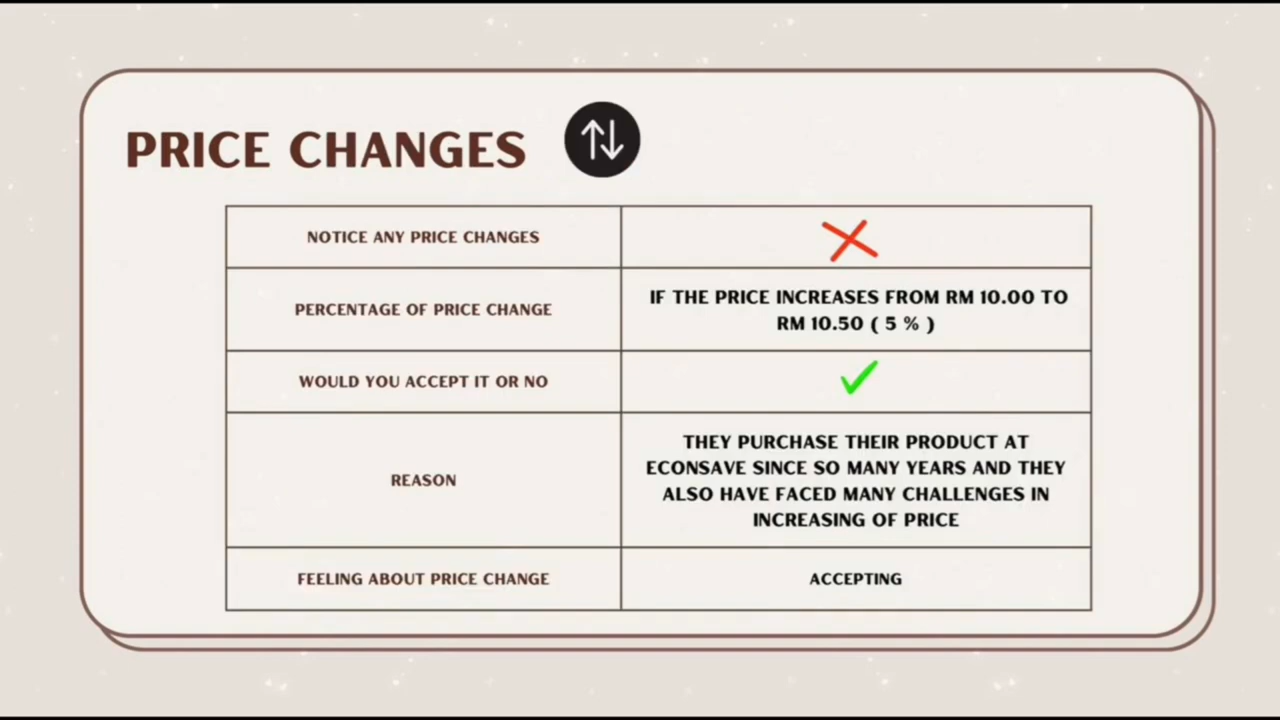 PRICE CHANGES
NOTICE ANY PRICE CHANGES
PERCENTAGE OF PRICE CHANGE
IF THE PRICE INCREASES FROM RM 10.00 TO
RM 10.50 ( 5 % )
WOULD YOU ACCEPT IT OR NO
REASON
THEY PURCHASE THEIR PRODUCT AT
ECONSAVE SINCE SO MANY YEARS AND THEY
ALSO HAVE FACED MANY CHALLENGES IN
INCREASING OF PRICE
FEELING ABOUT PRICE CHANGE
ACCEPTING